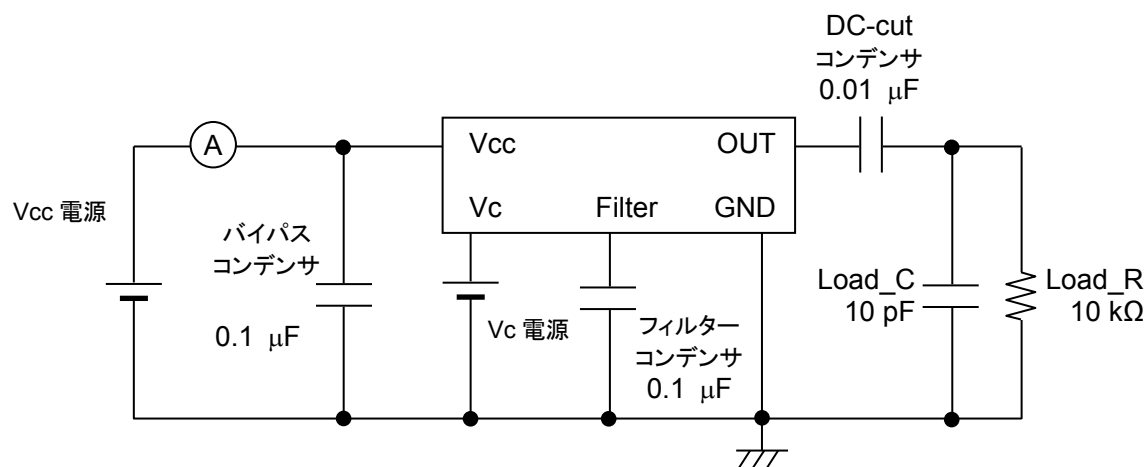 DC-cut
コンデンサ
0.01 μF
A
Vcc
OUT
Vc
Filter
GND
Vcc 電源
バイパス
コンデンサ
0.1 μF
Vc 電源
フィルター
コンデンサ
0.1 μF
Load_C
10 pF
Load_R
10 kΩ